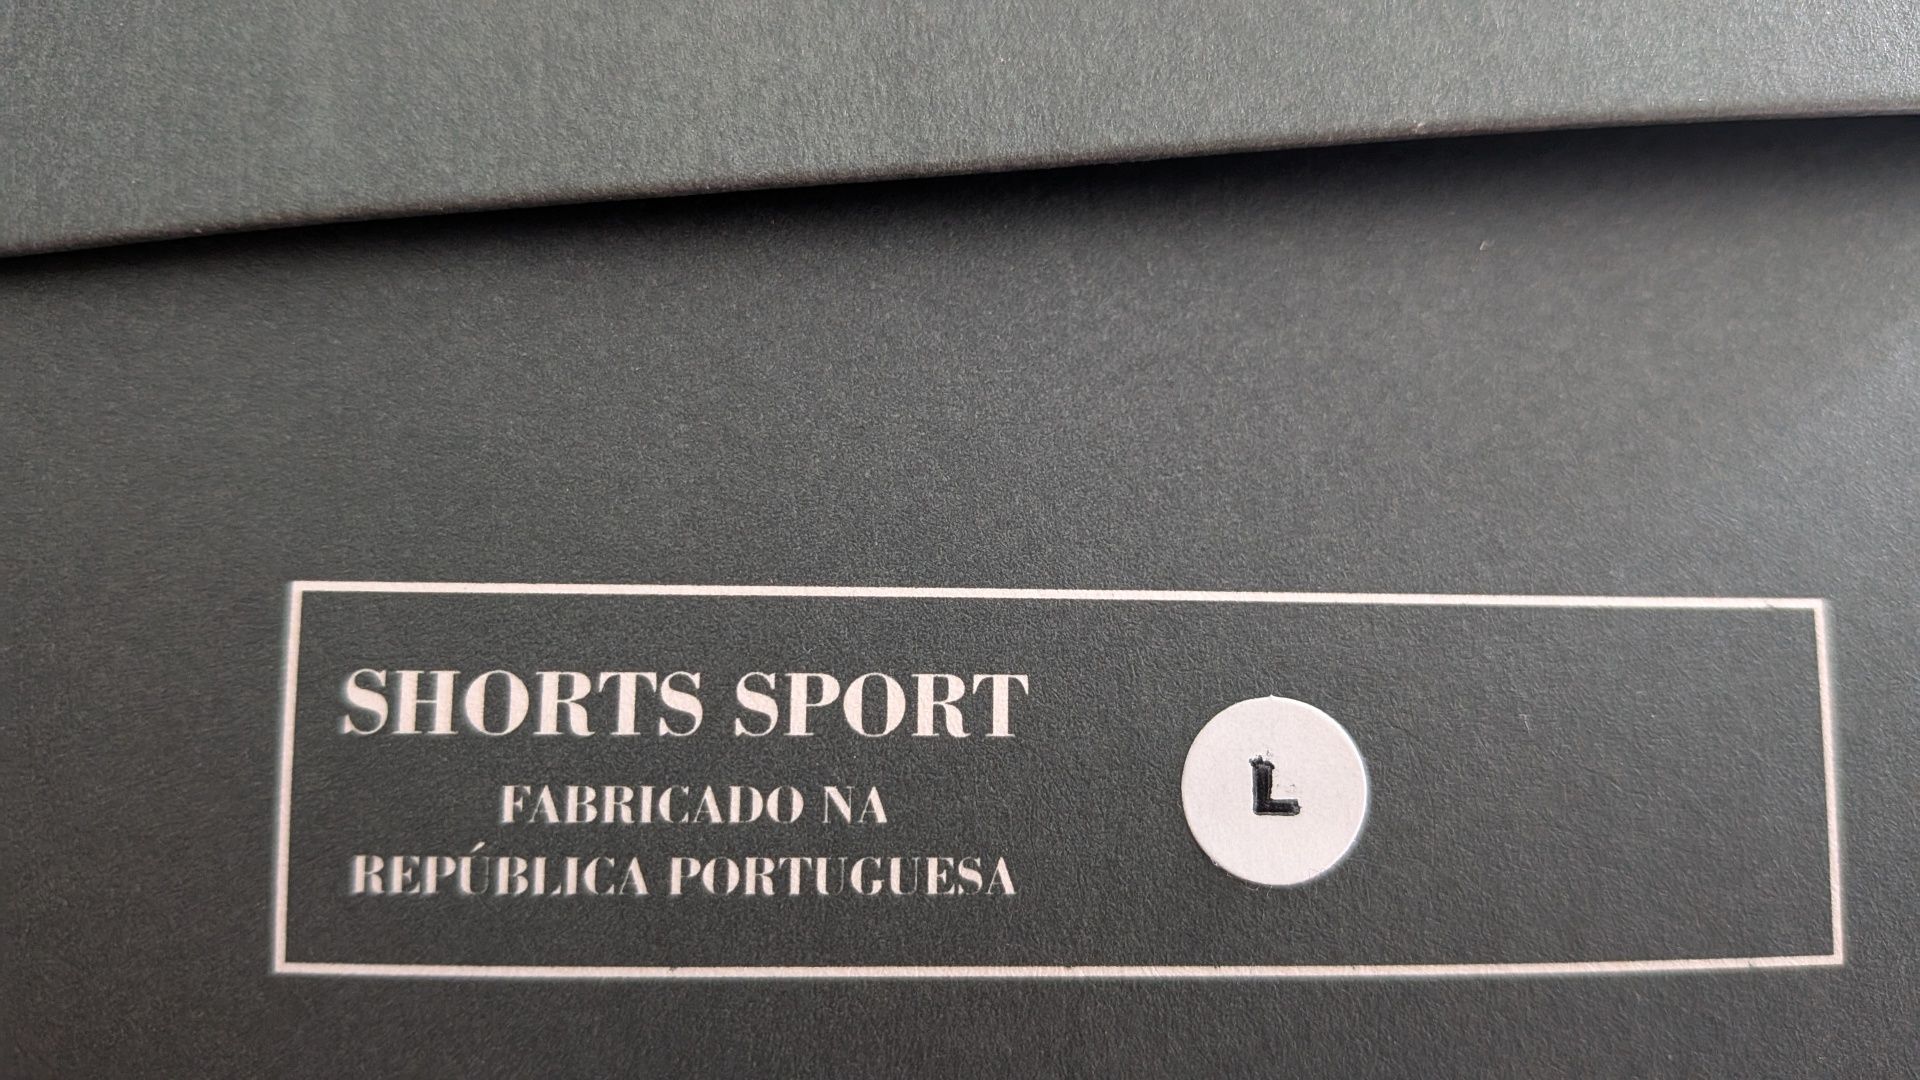 SHORTS SPORT
FABRICADO NA
REPÚBLICA PORTUGUESA
L